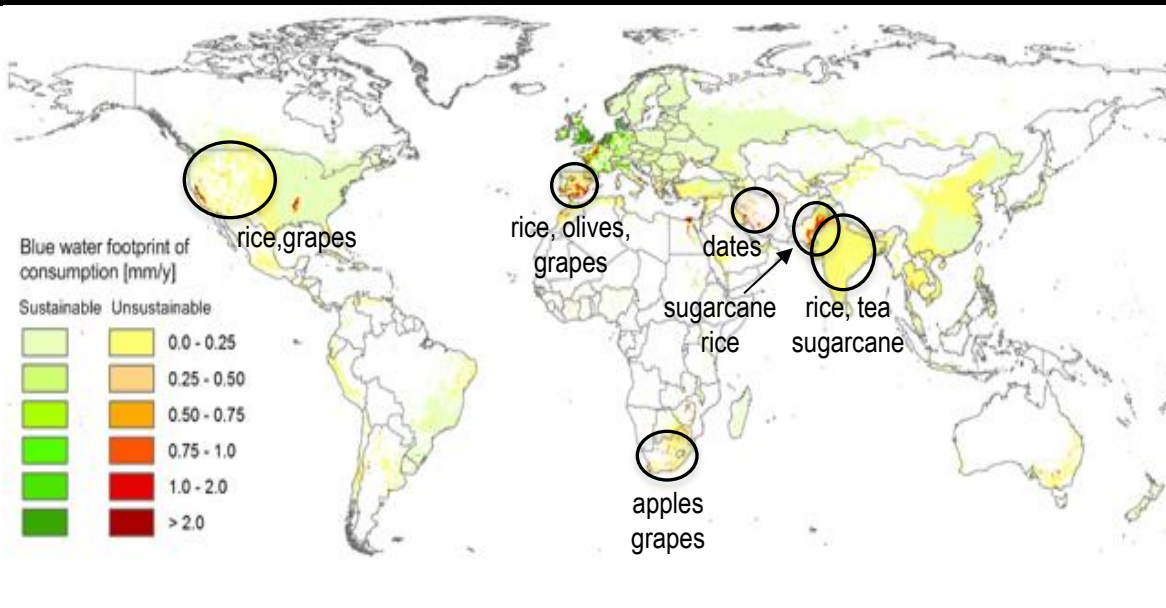 rice,grapes
rice, olives,
grapes
dates
sugarcane
rice
rice, tea
sugarcane
apples
grapes
Blue water footprint of
consumption [mm/y]
Sustainable Unsustainable
0.0 - 0.25
0.25 - 0.50
0.50 - 0.75
0.75 - 1.0
1.0 - 2.0
> 2.0